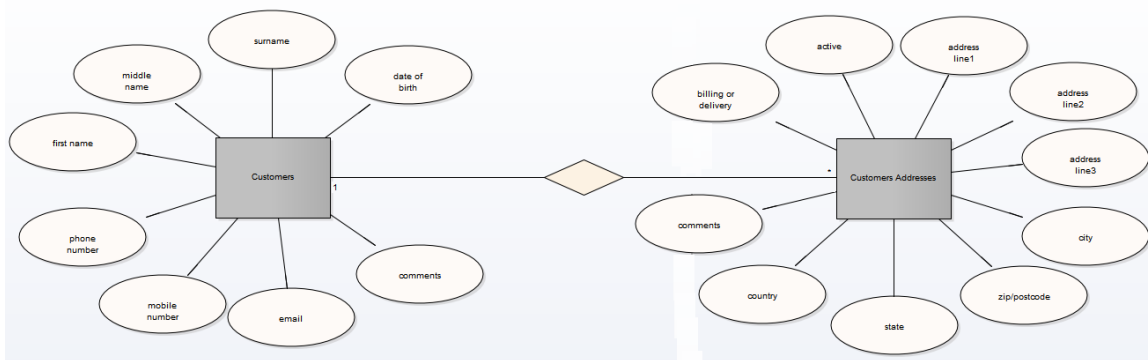 surname
middle
name
date of
birth
first name
Customers
1
phone
number
mobile
number
email
comments
active
address
line1
billing or
delivery
address
line2
address
line3
*
Customers Addresses
comments
city
country
state
zip/postcode